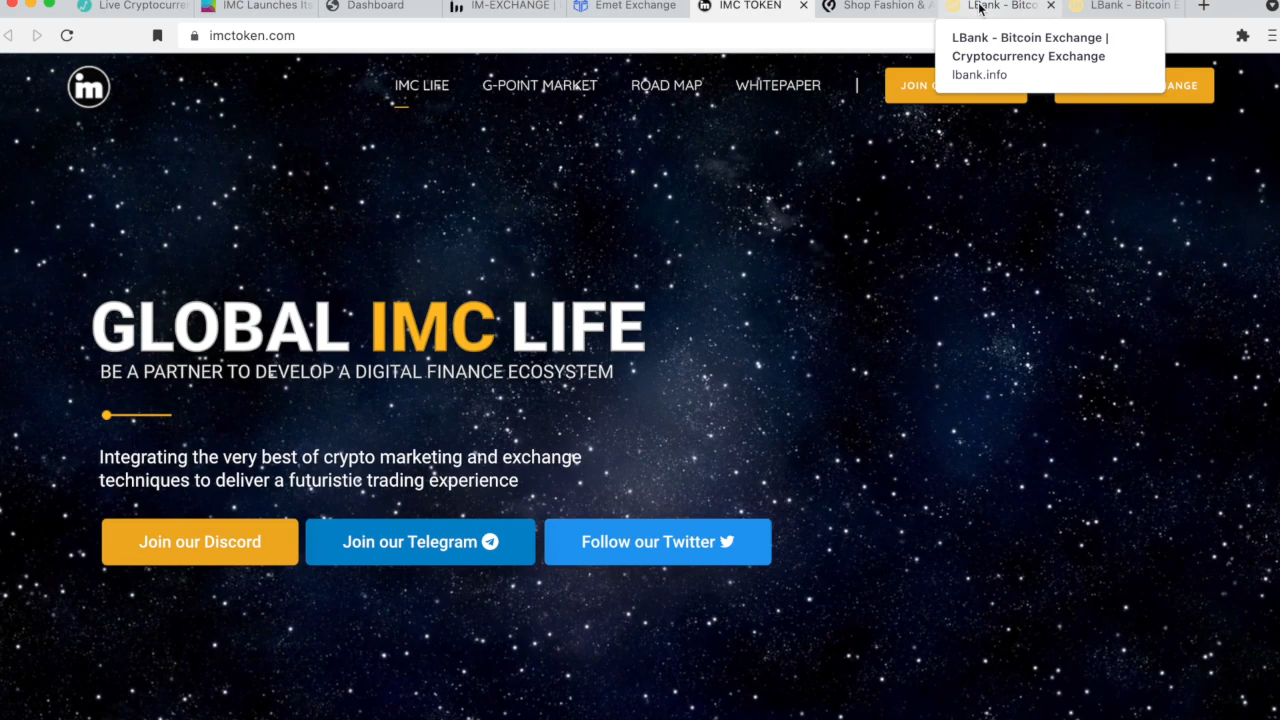 Live Cryptocurre
IMC Launches Its
Dashboard
IM-EXCHANGE |
Emet Exchange
IMC TOKEN
Shop Fashion & A
LBank - Bitco
LBank - Bitcoin E
imctoken.com
LBank - Bitcoin Exchange |
Cryptocurrency Exchange
lbank.info
im
IMC LIFE
G-POINT MARKET
ROAD MAP
WHITEPAPER
JOIN
ANGE
GLOBAL IMC LIFE
BE A PARTNER TO DEVELOP A DIGITAL FINANCE ECOSYSTEM
Integrating the very best of crypto marketing and exchange
techniques to deliver a futuristic trading experience
Join our Discord
Join our Telegram
Follow our Twitter